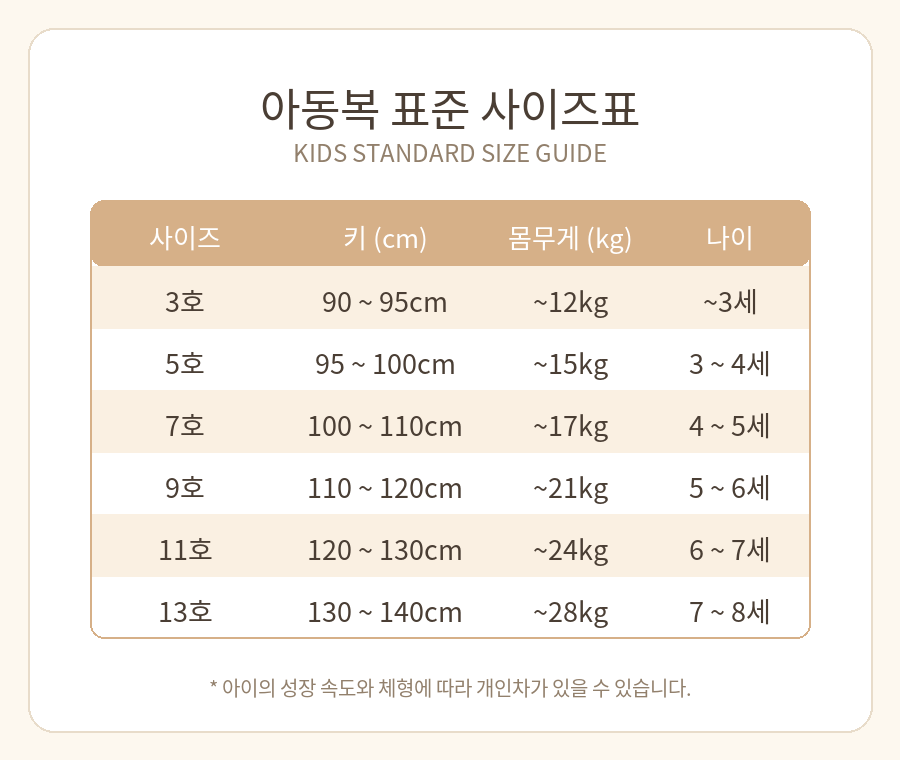 아동복 표준 사이즈표
KIDS STANDARD SIZE GUIDE
사이즈 키 (cm) 몸무게 (kg) 나이
3호 90 ~ 95cm ~12kg ~3세
5호 95 ~ 100cm ~15kg 3 ~ 4세
7호 100 ~ 110cm ~17kg 4 ~ 5세
9호 110 ~ 120cm ~21kg 5 ~ 6세
11호 120 ~ 130cm ~24kg 6 ~ 7세
13호 130 ~ 140cm ~28kg 7 ~ 8세
* 아이의 성장 속도와 체형에 따라 개인차가 있을 수 있습니다.